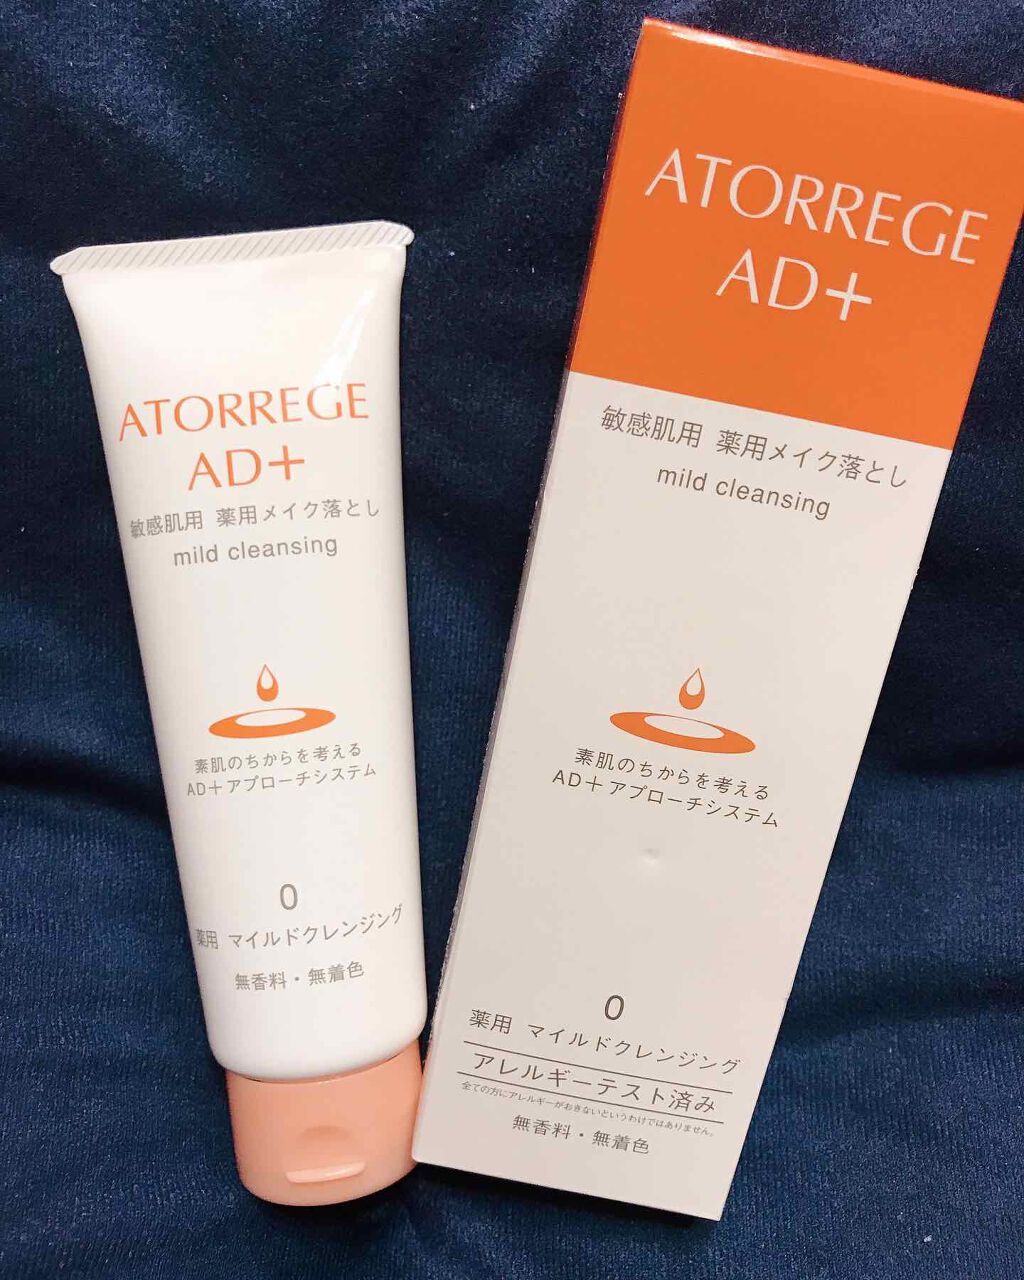 ATORREGE
AD+
敏感肌用 薬用メイク落とし
mild cleansing
素肌のちからを考える
AD+アプローチシステム
0
薬用 マイルドクレンジング
無香料・無着色
ATORREGE
AD+
敏感肌用 薬用メイク落とし
mild cleansing
素肌のちからを考える
AD+アプローチシステム
0
薬用 マイルドクレンジング
アレルギーテスト済み
全ての方にアレルギーがおきないというわけではありません。
無香料・無着色